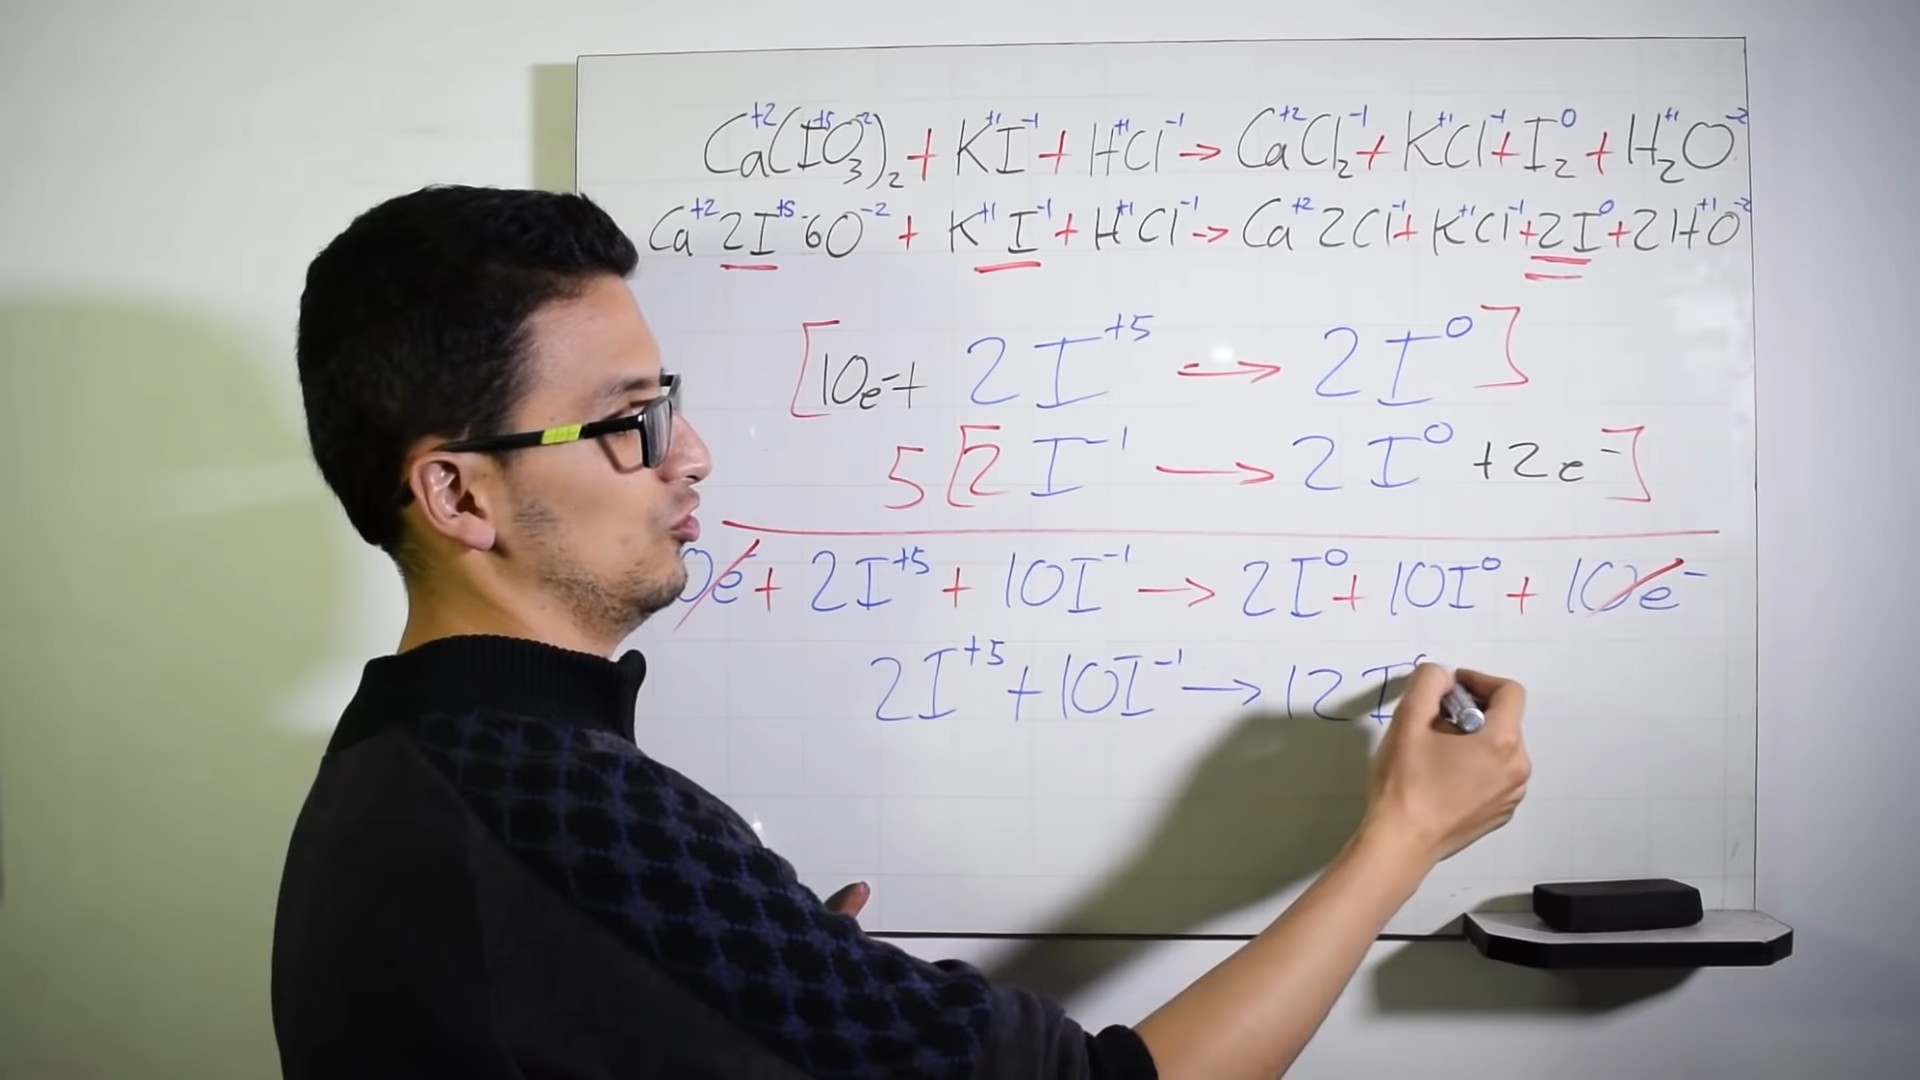 Ca⁺²(I⁺⁵O₃⁻²)₂ + K⁺¹I⁻¹ + H⁺¹Cl⁻¹ → Ca⁺²Cl₂⁻¹ + K⁺¹Cl⁻¹ + I₂⁰ + H₂⁺¹O⁻²
Ca⁺² 2I⁺⁵ 6O⁻² + K⁺¹ I⁻¹ + H⁺¹Cl⁻¹ → Ca⁺² 2Cl⁻¹ + K⁺¹Cl⁻¹ + 2I⁰ + 2H⁺¹O⁻²
[10e⁻ + 2I⁺⁵ → 2I⁰]
5[2I⁻¹ → 2I⁰ + 2e⁻]
0e⁻ + 2I⁺⁵ + 10I⁻¹ → 2I⁰ + 10I⁰ + 10e⁻
2I⁺⁵ + 10I⁻¹ → 12I